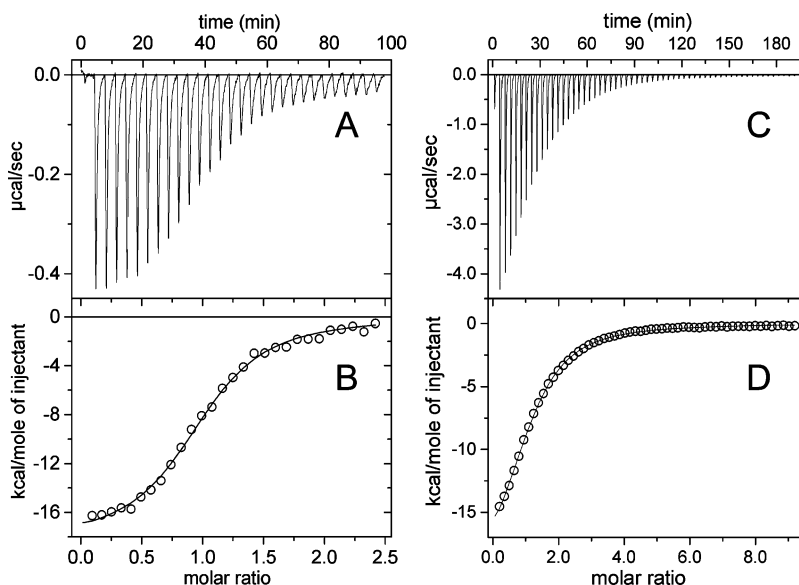 time (min)
0 20 40 60 80 100
0.0
-0.2
-0.4
µcal/sec
A
time (min)
0 30 60 90 120 150 180
0.0
-1.0
-2.0
-3.0
-4.0
µcal/sec
C
0
-4
-8
-12
-16
kcal/mole of injectant
B
0.0 0.5 1.0 1.5 2.0 2.5
molar ratio
0
-5
-10
-15
kcal/mole of injectant
D
0.0 2.0 4.0 6.0 8.0
molar ratio